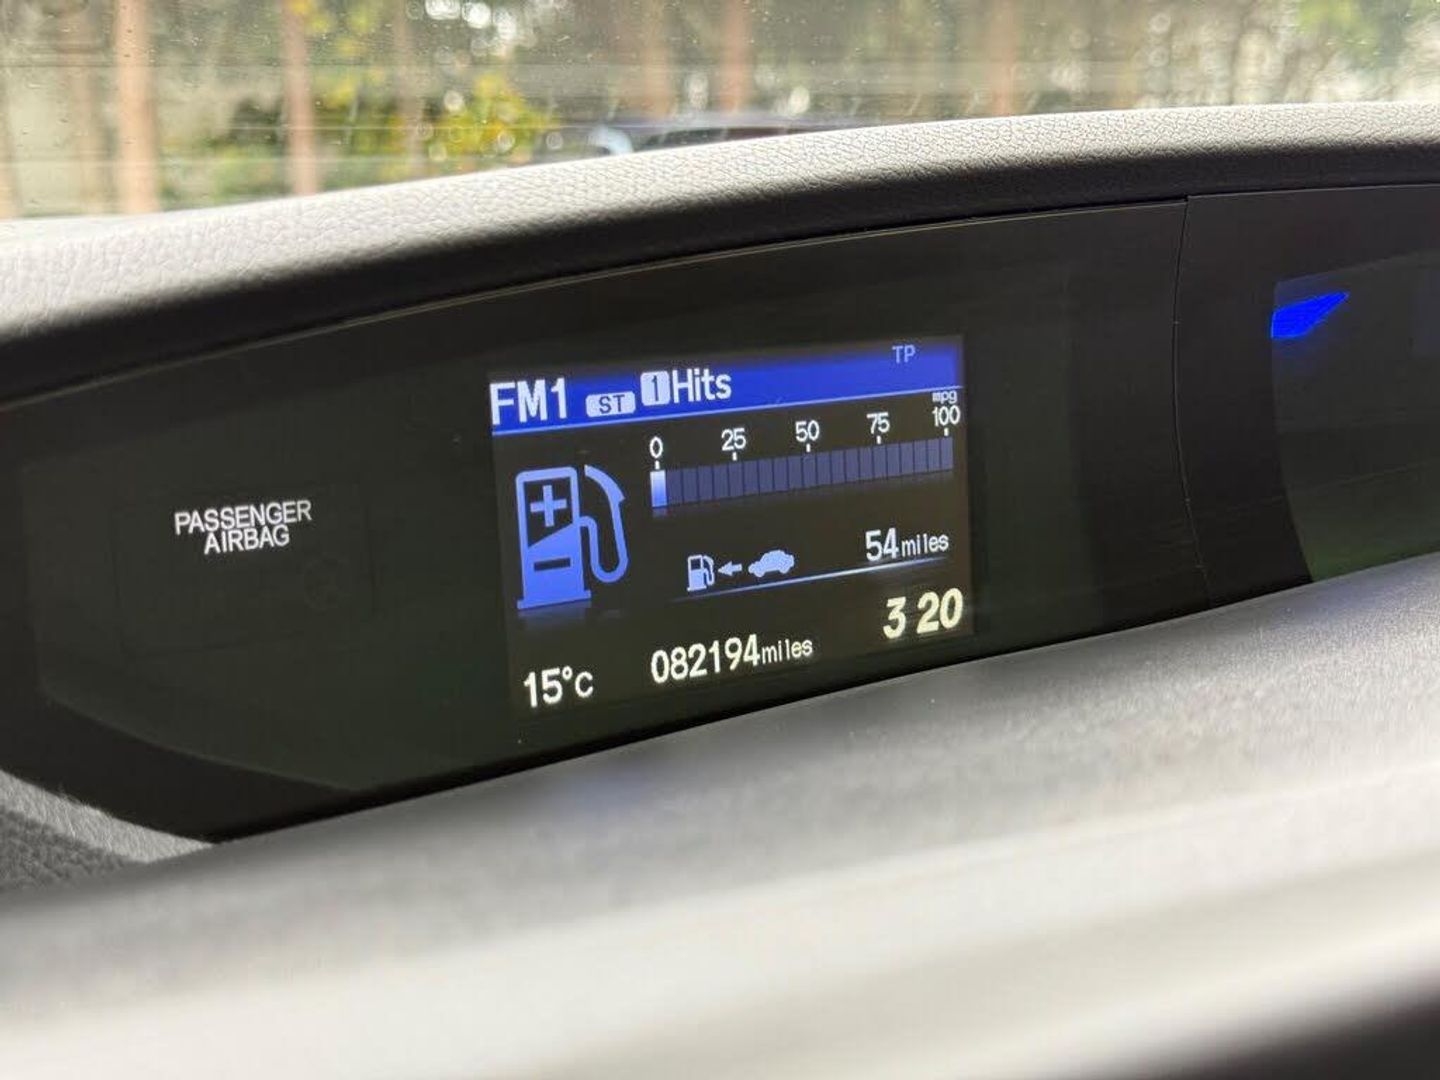 TP
FM1 ST 1 Hits
mpg
0 25 50 75 100
PASSENGER
AIRBAG
54miles
3 20
15°C 082194miles